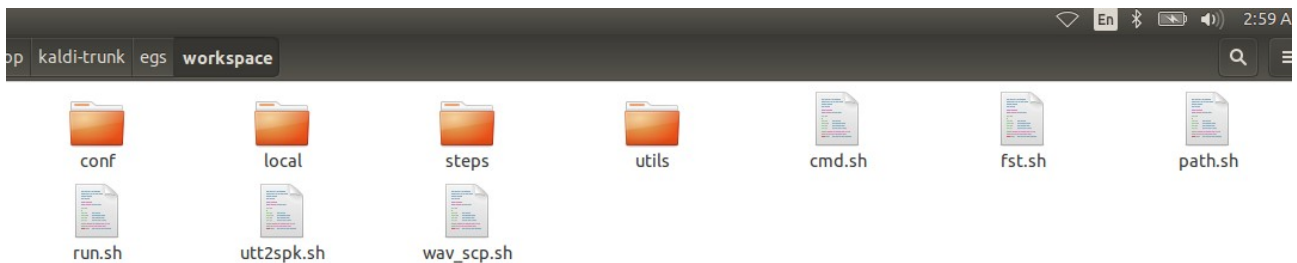 En 2:59 A
op kaldi-trunk egs workspace
conf local steps utils cmd.sh fst.sh path.sh
run.sh utt2spk.sh wav_scp.sh